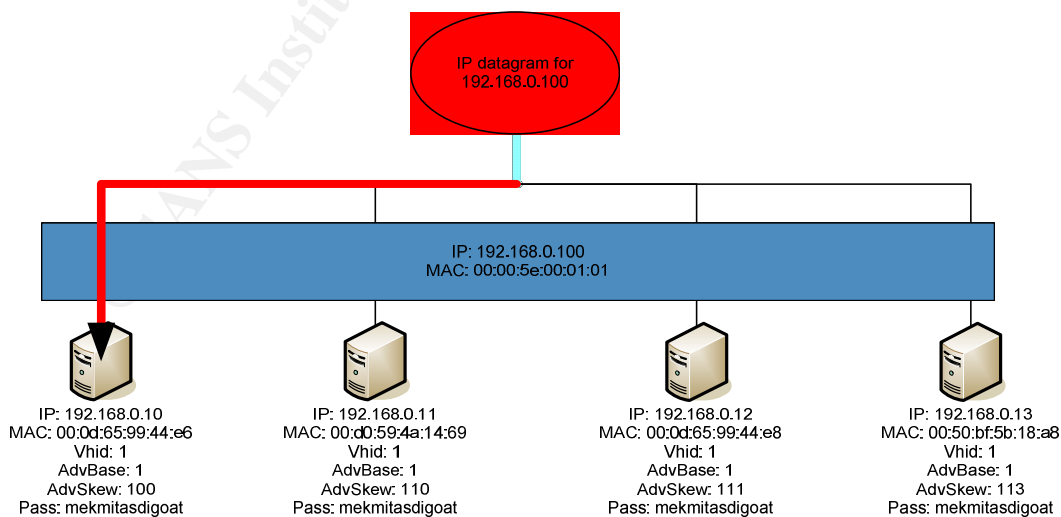 SANS Instit
IP datagram for
192.168.0.100
IP: 192.168.0.100
MAC: 00:00:5e:00:01:01
IP: 192.168.0.10
MAC: 00:0d:65:99:44:e6
Vhid: 1
AdvBase: 1
AdvSkew: 100
Pass: mekmitasdigoat
IP: 192.168.0.11
MAC: 00:d0:59:4a:14:69
Vhid: 1
AdvBase: 1
AdvSkew: 110
Pass: mekmitasdigoat
IP: 192.168.0.12
MAC: 00:0d:65:99:44:e8
Vhid: 1
AdvBase: 1
AdvSkew: 111
Pass: mekmitasdigoat
IP: 192.168.0.13
MAC: 00:50:bf:5b:18:a8
Vhid: 1
AdvBase: 1
AdvSkew: 113
Pass: mekmitasdigoat